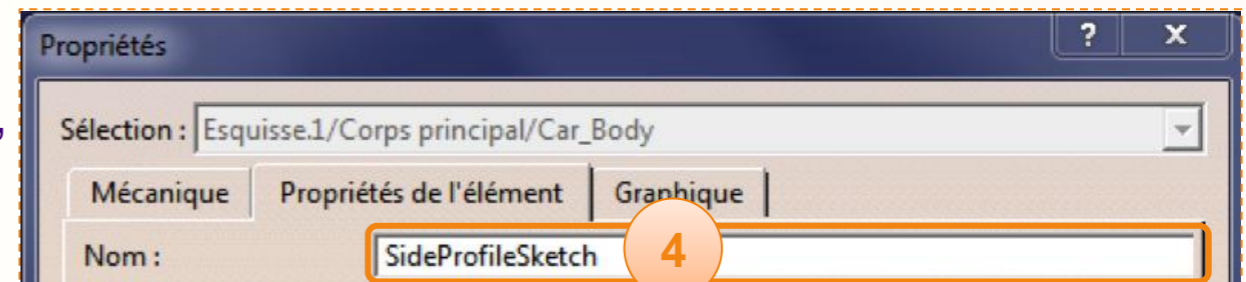 Propriétés ? x
Sélection : Esquisse.1/Corps principal/Car_Body
Mécanique Propriétés de l'élément Graphique
Nom : SideProfileSketch 4
,